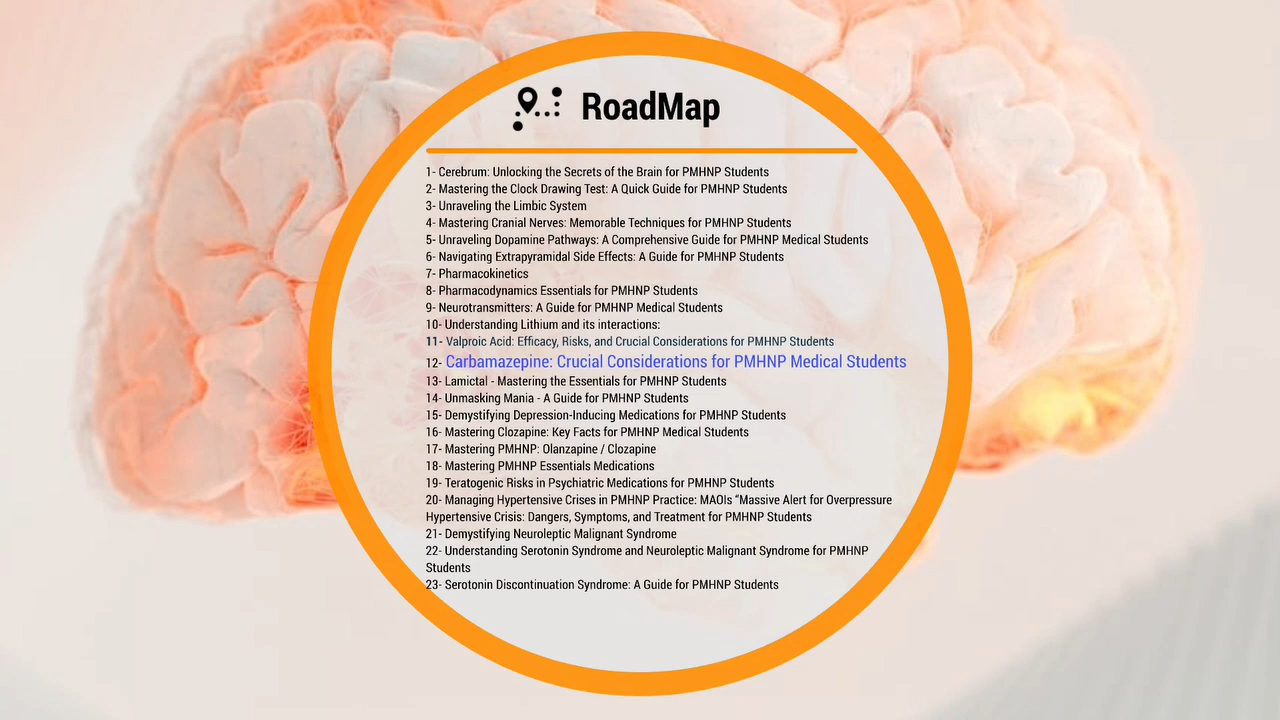 RoadMap
1- Cerebrum: Unlocking the Secrets of the Brain for PMHNP Students
2- Mastering the Clock Drawing Test: A Quick Guide for PMHNP Students
3- Unraveling the Limbic System
4- Mastering Cranial Nerves: Memorable Techniques for PMHNP Students
5- Unraveling Dopamine Pathways: A Comprehensive Guide for PMHNP Medical Students
6- Navigating Extrapyramidal Side Effects: A Guide for PMHNP Students
7- Pharmacokinetics
8- Pharmacodynamics Essentials for PMHNP Students
9- Neurotransmitters: A Guide for PMHNP Medical Students
10- Understanding Lithium and its interactions:
11- Valproic Acid: Efficacy, Risks, and Crucial Considerations for PMHNP Students
12- Carbamazepine: Crucial Considerations for PMHNP Medical Students
13- Lamictal - Mastering the Essentials for PMHNP Students
14- Unmasking Mania - A Guide for PMHNP Students
15- Demystifying Depression-Inducing Medications for PMHNP Students
16- Mastering Clozapine: Key Facts for PMHNP Medical Students
17- Mastering PMHNP: Olanzapine / Clozapine
18- Mastering PMHNP Essentials Medications
19- Teratogenic Risks in Psychiatric Medications for PMHNP Students
20- Managing Hypertensive Crises in PMHNP Practice: MAOIs “Massive Alert for Overpressure
Hypertensive Crisis: Dangers, Symptoms, and Treatment for PMHNP Students
21- Demystifying Neuroleptic Malignant Syndrome
22- Understanding Serotonin Syndrome and Neuroleptic Malignant Syndrome for PMHNP
Students
23- Serotonin Discontinuation Syndrome: A Guide for PMHNP Students